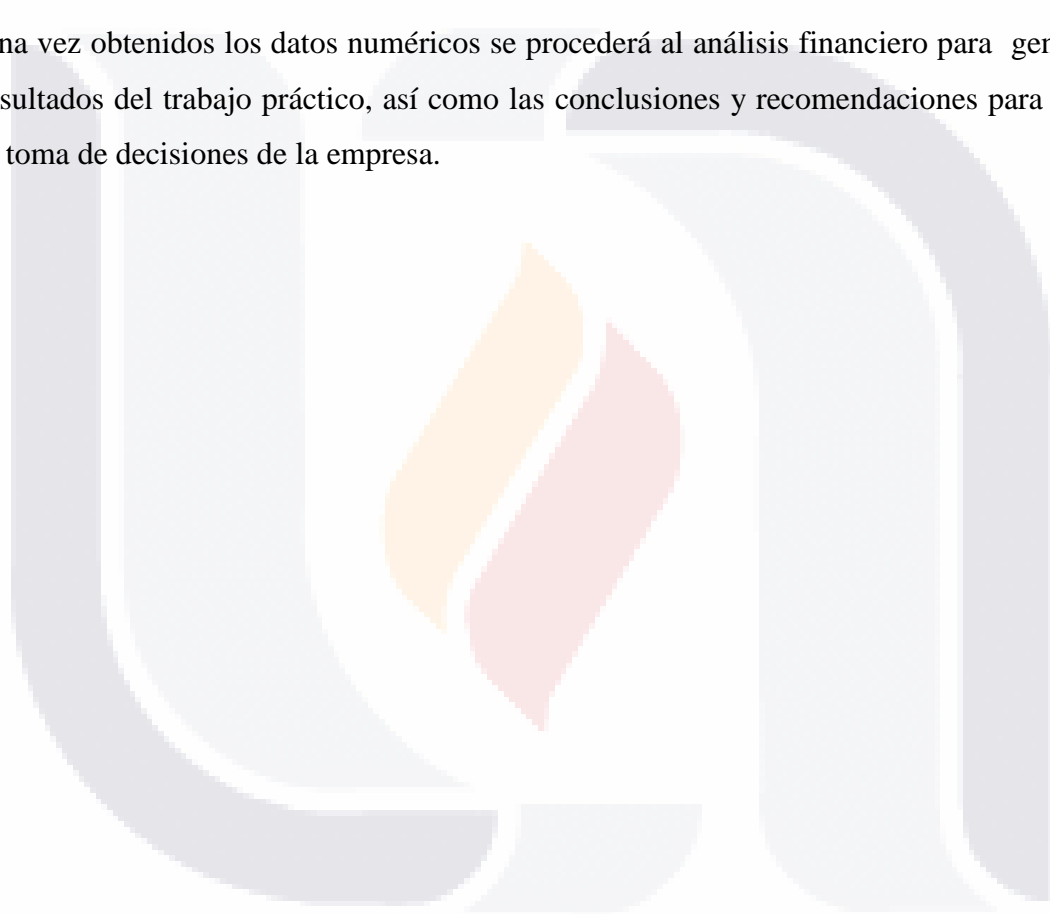 na vez obtenidos los datos numéricos se procederá al análisis financiero para ger
sultados del trabajo práctico, así como las conclusiones y recomendaciones para
toma de decisiones de la empresa.